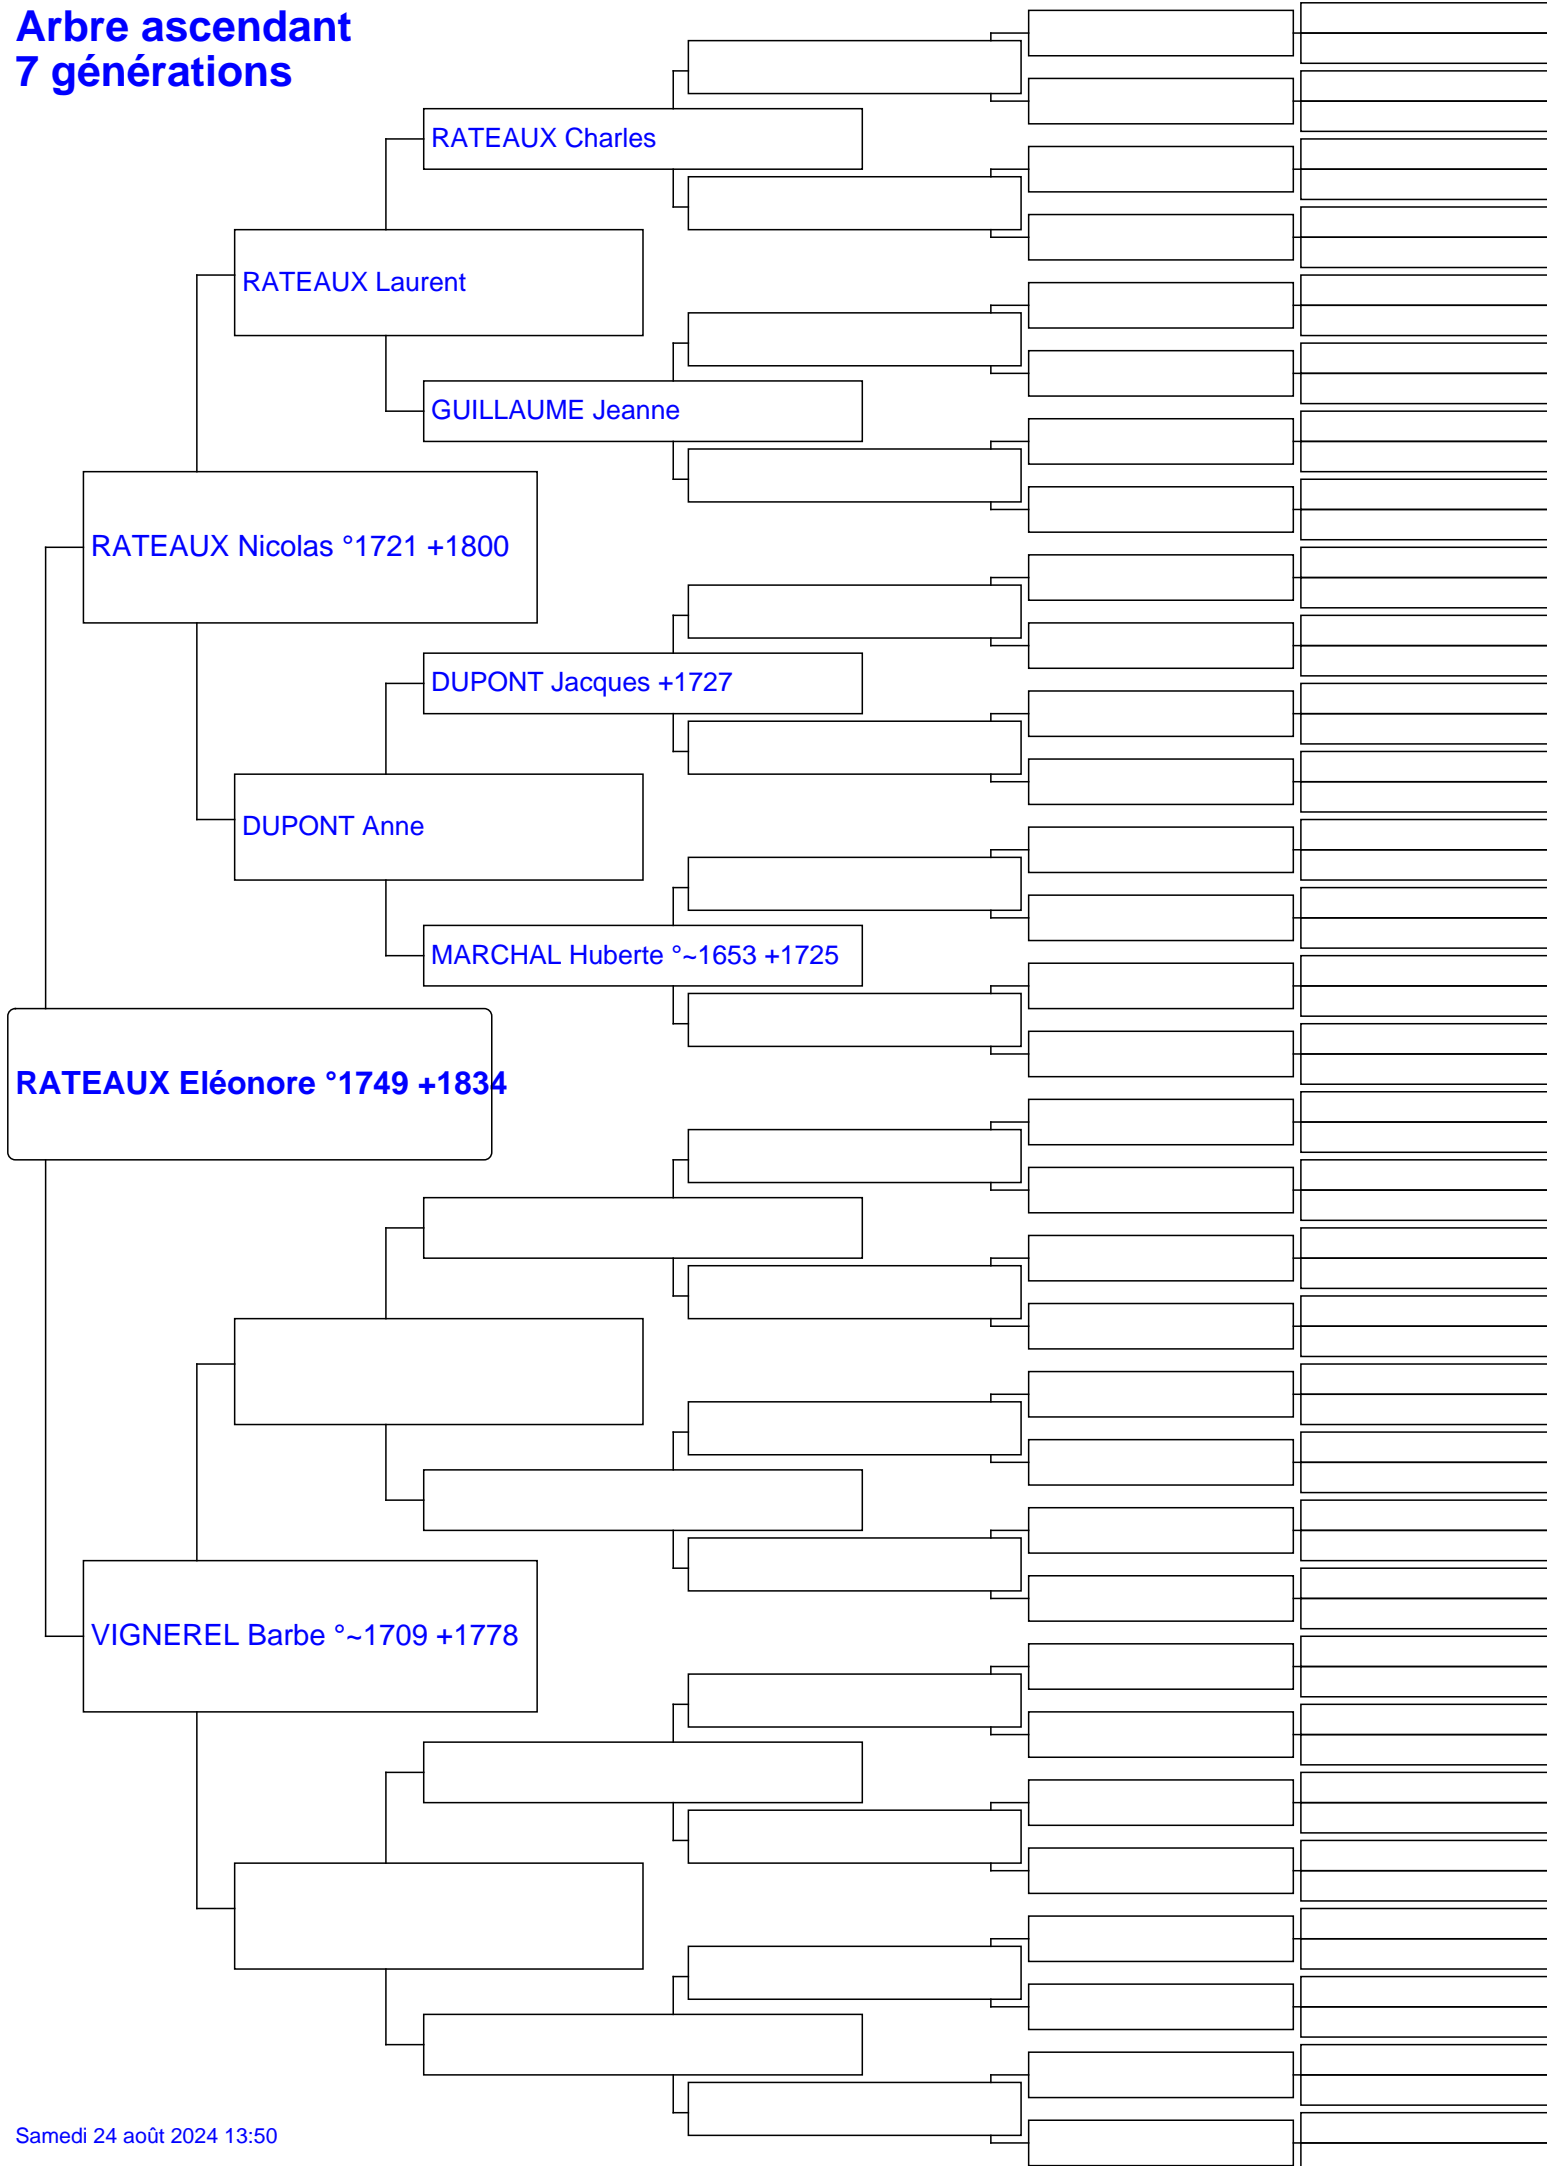 Arbre ascendant
7 générations
RATEAUX Charles
RATEAUX Laurent
GUILLAUME Jeanne
RATEAUX Nicolas °1721 +1800
DUPONT Jacques +1727
DUPONT Anne
MARCHAL Huberte °~1653 +1725
RATEAUX Eléonore °1749 +1834
VIGNEREL Barbe °~1709 +1778
Samedi 24 août 2024 13:50